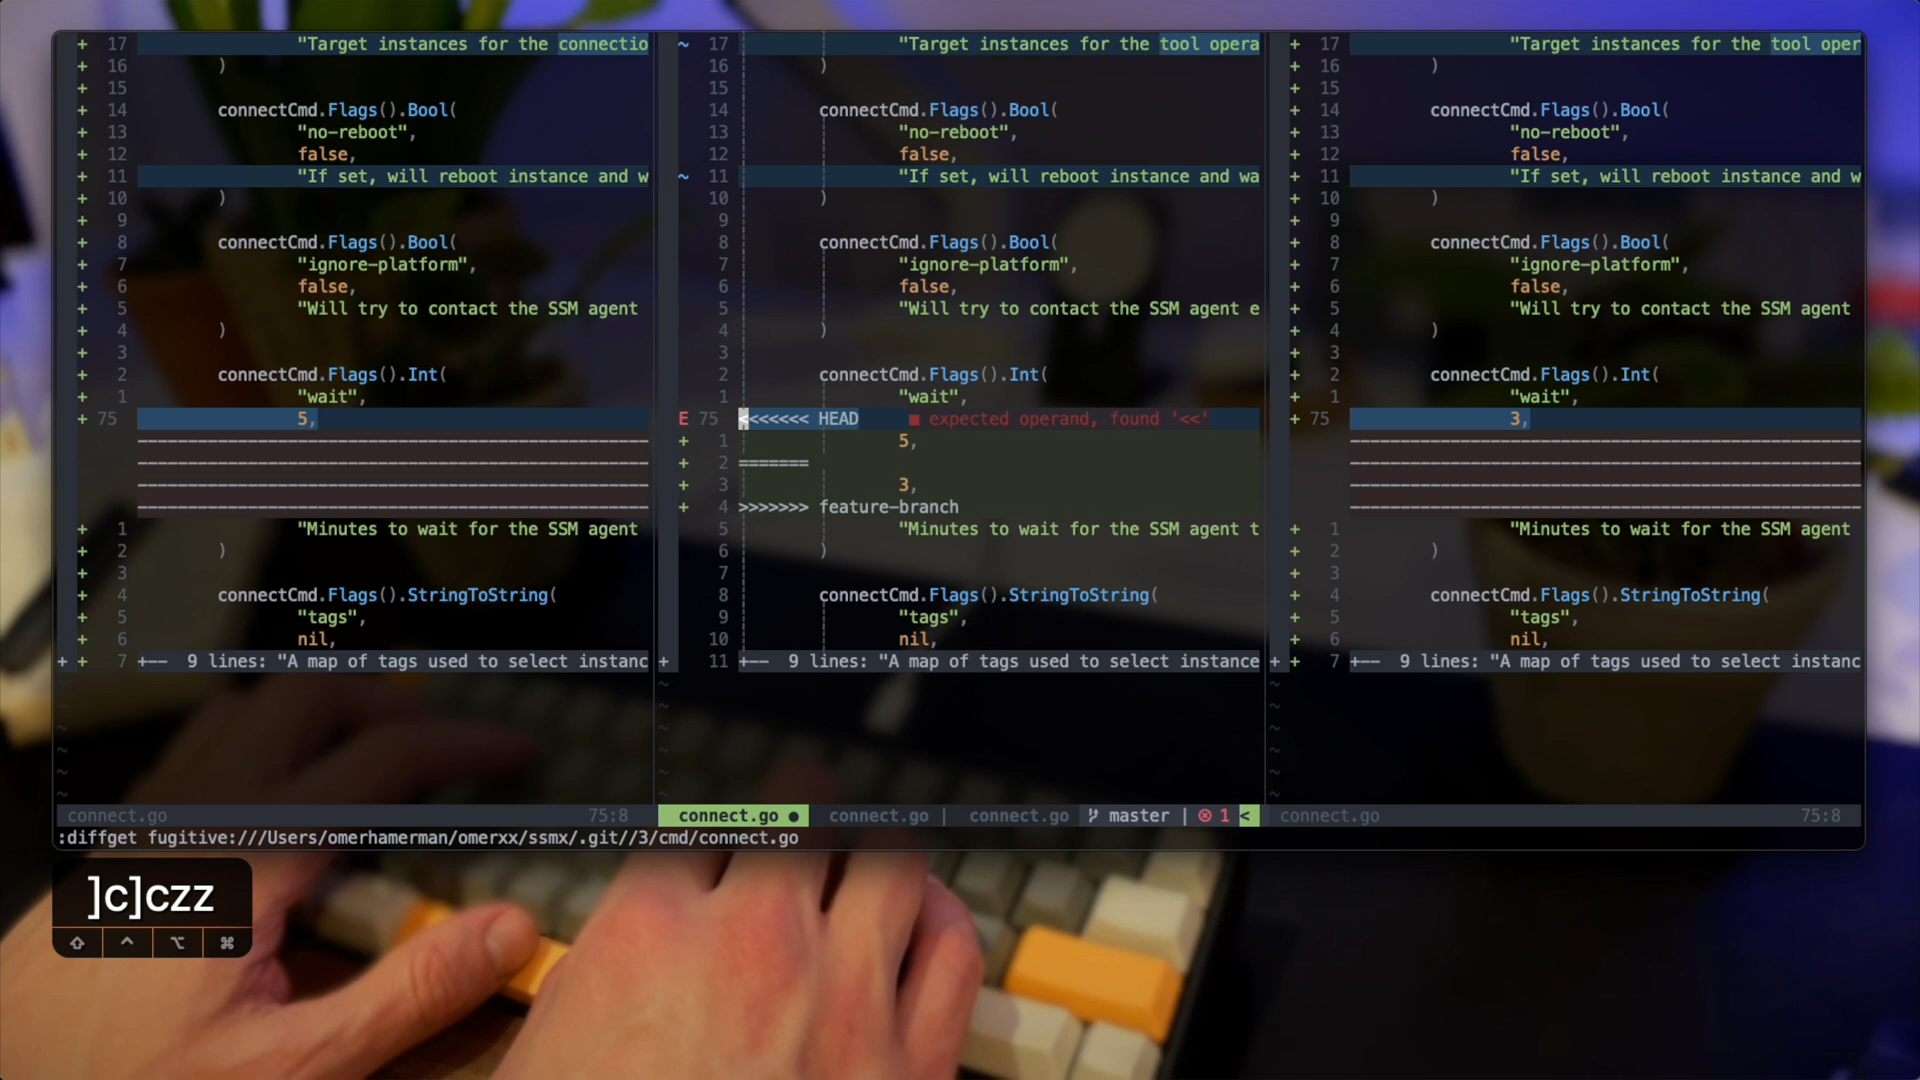 + 17 "Target instances for the connectio
+ 16 )
+ 15
+ 14 connectCmd.Flags().Bool(
+ 13 "no-reboot",
+ 12 false,
+ 11 "If set, will reboot instance and w
+ 10 )
+ 9
+ 8 connectCmd.Flags().Bool(
+ 7 "ignore-platform",
+ 6 false,
+ 5 "Will try to contact the SSM agent
+ 4 )
+ 3
+ 2 connectCmd.Flags().Int(
+ 1 "wait",
+ 75 5,
+ 1 "Minutes to wait for the SSM agent
+ 2 )
+ 3
+ 4 connectCmd.Flags().StringToString(
+ 5 "tags",
+ 6 nil,
+ + 7 +-- 9 lines: "A map of tags used to select instanc
~ 17 "Target instances for the tool opera
16 )
15
14 connectCmd.Flags().Bool(
13 "no-reboot",
12 false,
~ 11 "If set, will reboot instance and wa
10 )
9
8 connectCmd.Flags().Bool(
7 "ignore-platform",
6 false,
5 "Will try to contact the SSM agent e
4 )
3
2 connectCmd.Flags().Int(
1 "wait",
E 75 <<<<<<< HEAD ■ expected operand, found '<<'
+ 1 5,
+ 2 =======
+ 3 3,
+ 4 >>>>>>> feature-branch
5 "Minutes to wait for the SSM agent t
6 )
7
8 connectCmd.Flags().StringToString(
9 "tags",
10 nil,
+ 11 +-- 9 lines: "A map of tags used to select instance
+ 17 "Target instances for the tool oper
+ 16 )
+ 15
+ 14 connectCmd.Flags().Bool(
+ 13 "no-reboot",
+ 12 false,
+ 11 "If set, will reboot instance and w
+ 10 )
+ 9
+ 8 connectCmd.Flags().Bool(
+ 7 "ignore-platform",
+ 6 false,
+ 5 "Will try to contact the SSM agent
+ 4 )
+ 3
+ 2 connectCmd.Flags().Int(
+ 1 "wait",
+ 75 3,
+ 1 "Minutes to wait for the SSM agent
+ 2 )
+ 3
+ 4 connectCmd.Flags().StringToString(
+ 5 "tags",
+ 6 nil,
+ + 7 +-- 9 lines: "A map of tags used to select instanc
connect.go 75:8
connect.go ● connect.go | connect.go master | ⊗ 1 <
connect.go 75:8
:diffget fugitive:///Users/omerhamerman/omerxx/ssmx/.git//3/cmd/connect.go
]c]czz
⇧ ⌃ ⌥ ⌘